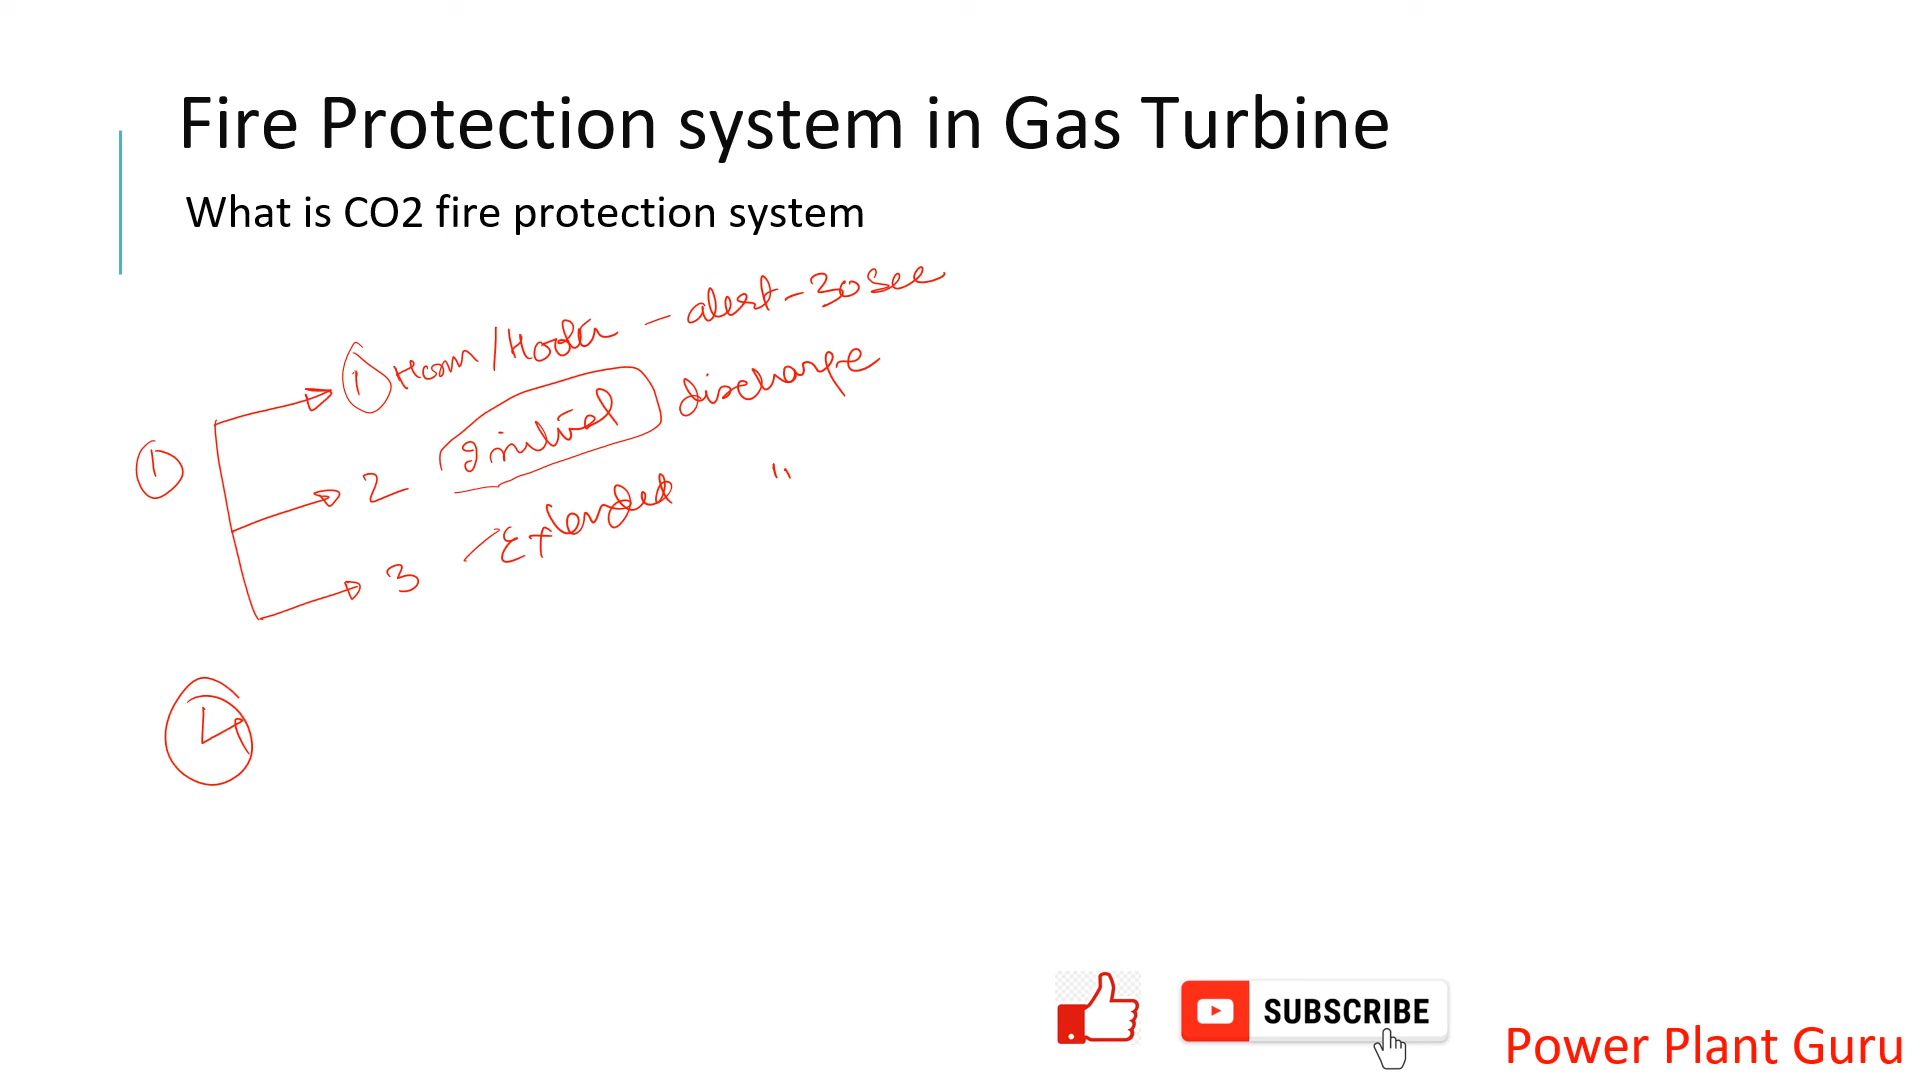 Fire Protection system in Gas Turbine
What is CO2 fire protection system
① Horn/Hooter - alert - 30 sec
①
2 Initial discharge
3 - Extended "
4
SUBSCRIBE
Power Plant Guru